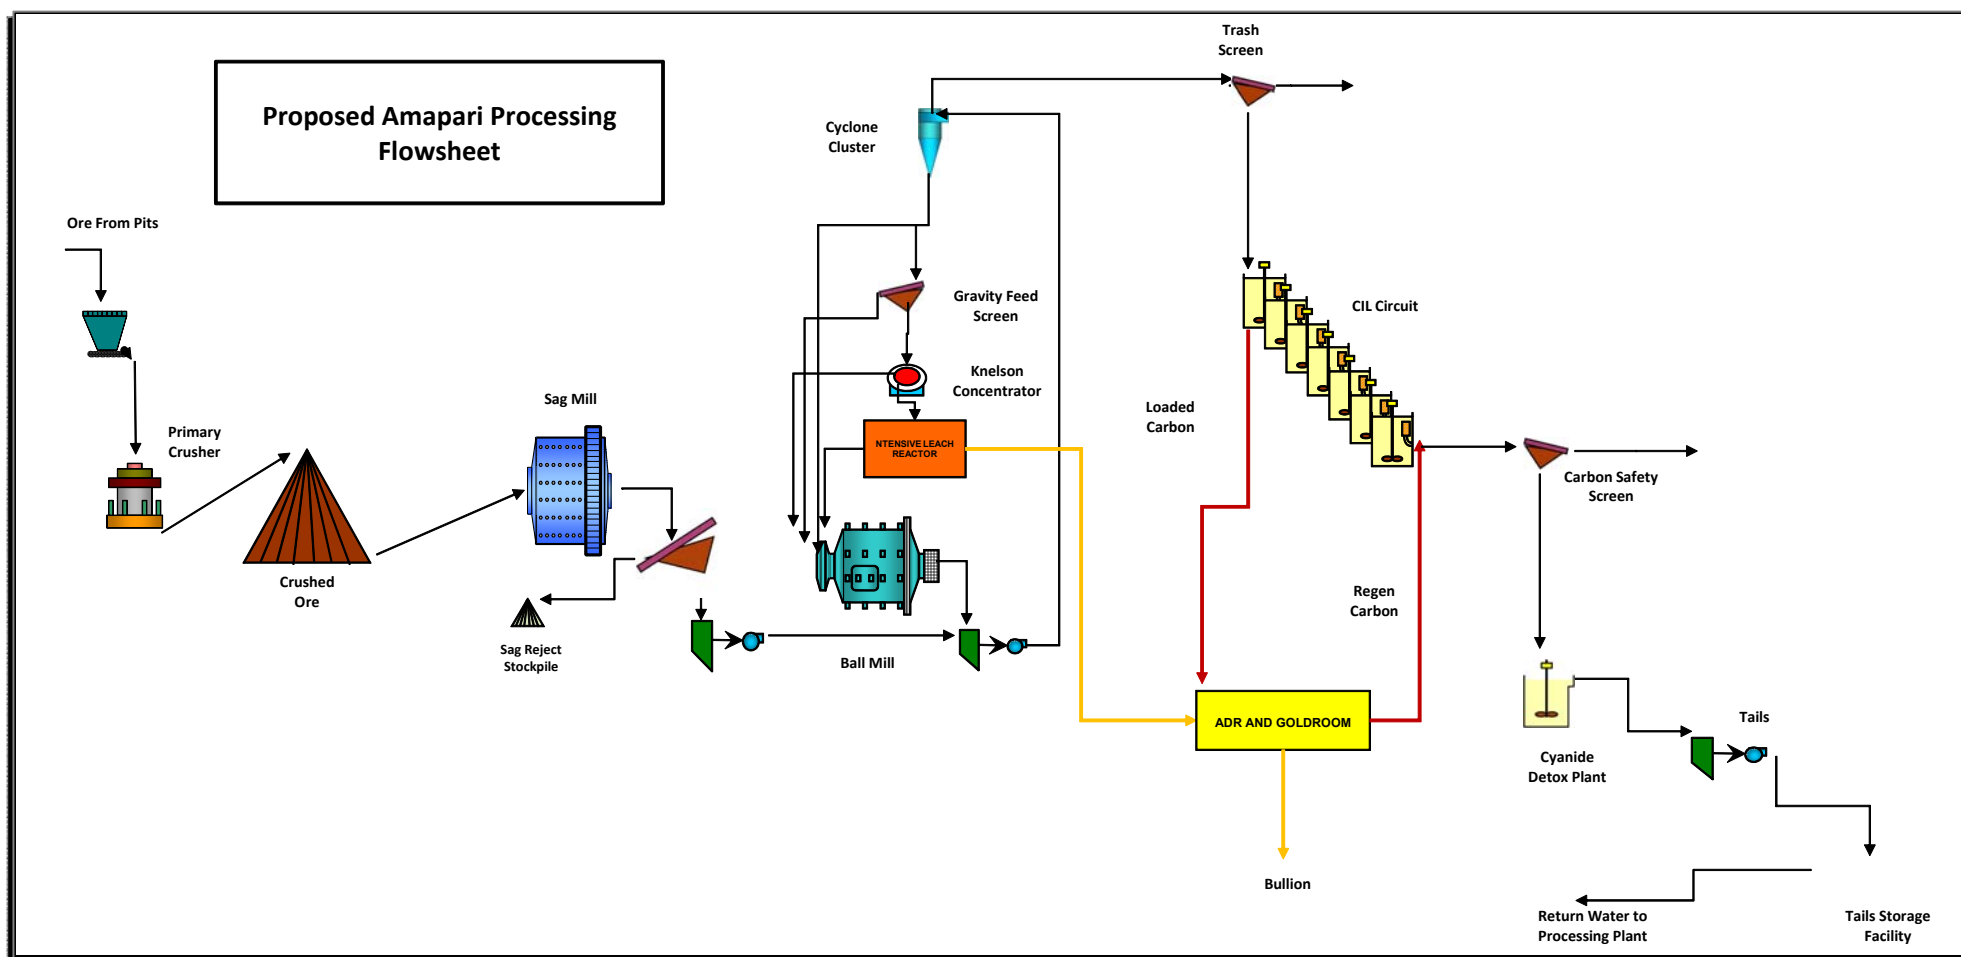 Proposed Amapari Processing
Flowsheet
Trash
Screen
Cyclone
Cluster
Ore From Pits
Gravity Feed
Screen
CIL Circuit
Knelson
Concentrator
Sag Mill
Primary
Crusher
Loaded
Carbon
NTENSIVE LEACH
REACTOR
Carbon Safety
Screen
Crushed
Ore
Regen
Carbon
Sag Reject
Stockpile
Ball Mill
ADR AND GOLDROOM
Tails
Cyanide
Detox Plant
Bullion
Return Water to
Processing Plant
Tails Storage
Facility